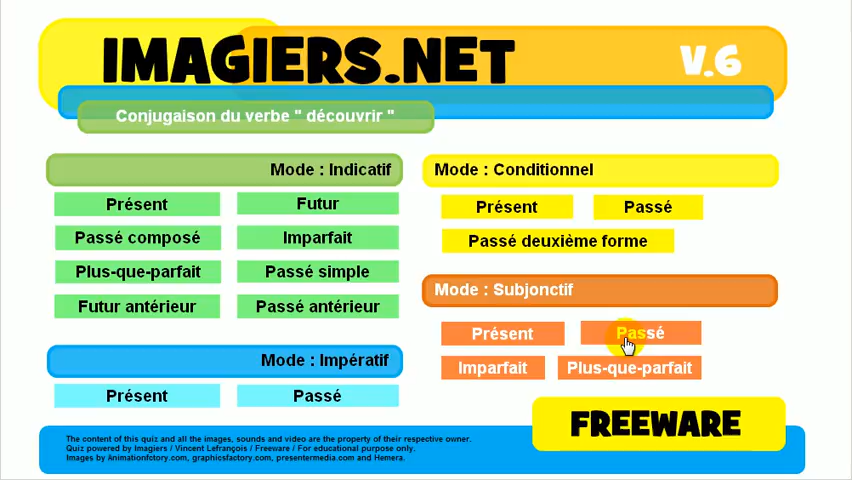 IMAGIERS.NET
V.6
Conjugaison du verbe " découvrir "
Mode : Indicatif
Présent
Futur
Passé composé
Imparfait
Plus-que-parfait
Passé simple
Futur antérieur
Passé antérieur
Mode : Impératif
Présent
Passé
Mode : Conditionnel
Présent
Passé
Passé deuxième forme
Mode : Subjonctif
Présent
Passé
Imparfait
Plus-que-parfait
FREEWARE
The content of this quiz and all the images, sounds and video are the property of their respective owner.
Quiz powered by Imagiers / Vincent Lefrançois / Freeware / For educational purpose only.
Images by Animationfctory.com, graphicsfactory.com, presentermedia.com and Hemera.